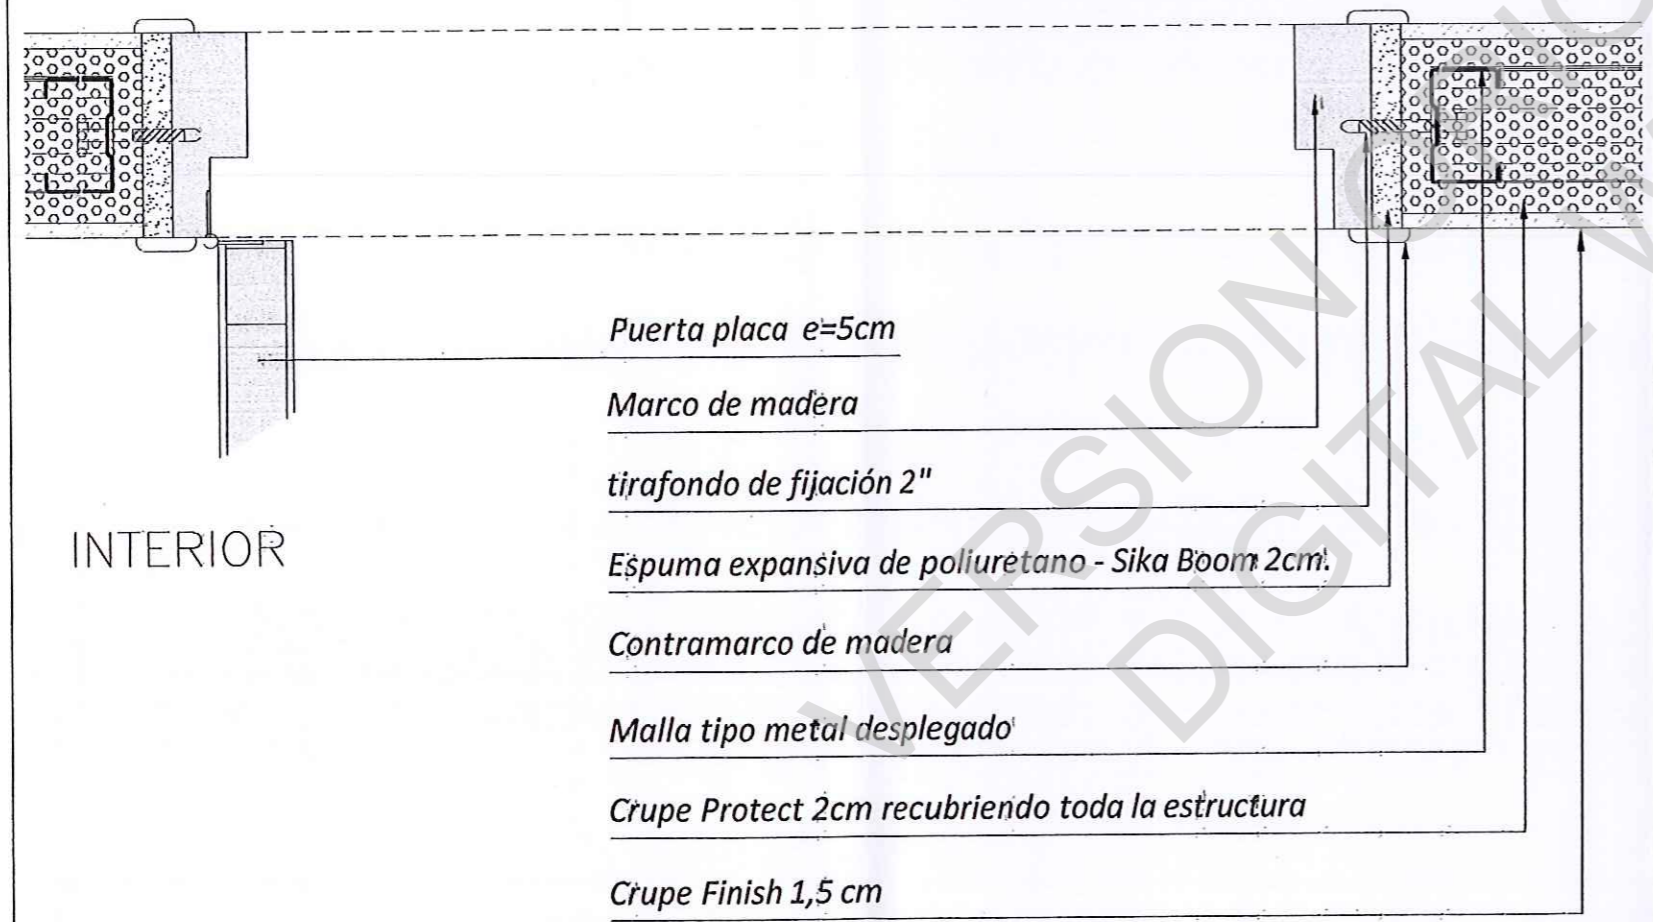 Puerta placa e=5cm
Marco de madera
tirafondo de fijación 2"
INTERIOR
Espuma expansiva de poliuretano - Sika Boom 2cm.
Contramarco de madera
Malla tipo metal desplegado
Crupe Protect 2cm recubriendo toda la estructura
Crupe Finish 1,5 cm
VERSION
DIGITAL